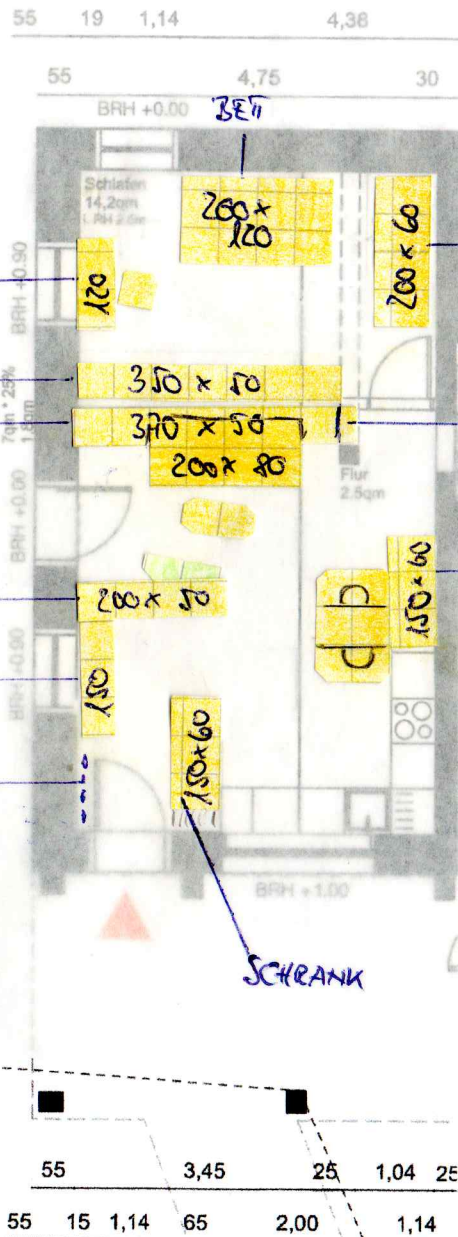 55 19 1,14 4,38
55 4,75 30
BRH +0.00 BETT
Schlafen
14,2qm
200 x
120
200 x 60
BRH +0.90
120
350 x 50
370 x 50
200 x 80
Flur
2.5qm
BRH +0.00
200 x 50
150 x 60
BRH +0.90
150
150x60
BRH +1.00
SCHRANK
55 3,45 25 1,04 25
55 15 1,14 65 2,00 1,14